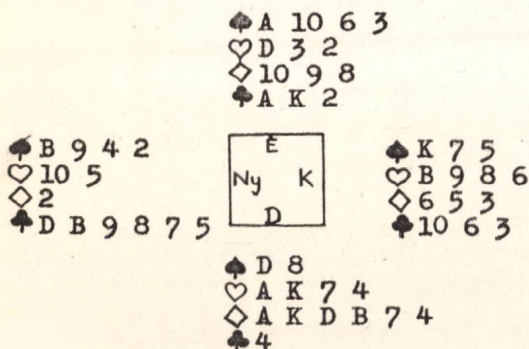 ♠ A 10 6 3
♡ D 3 2
♢ 10 9 8
♣ A K 2
♠ B 9 4 2
♡ 10 5
♢ 2
♣ D B 9 8 7 5
É
Ny K
D
♠ K 7 5
♡ B 9 8 6
♢ 6 5 3
♣ 10 6 3
♠ D 8
♡ A K 7 4
♢ A K D B 7 4
♣ 4